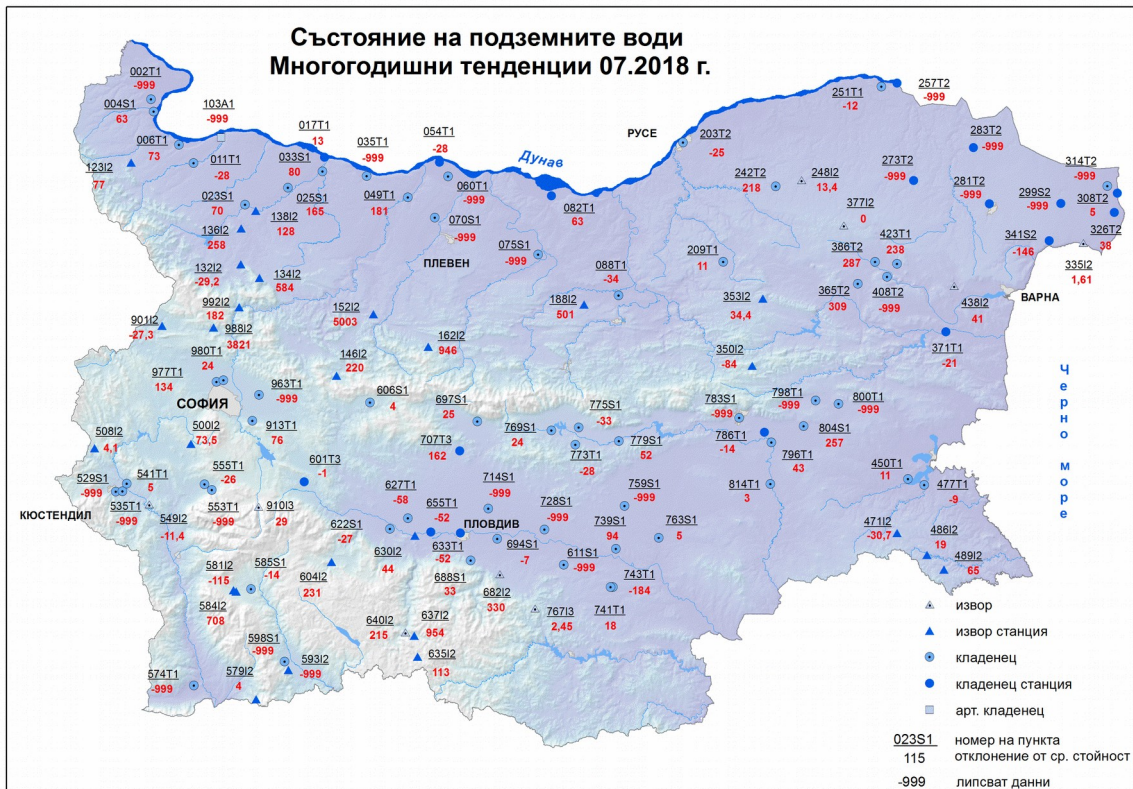 Състояние на подземните води
Многогодишни тенденции 07.2018 г.
002T1
-999
004S1
63
103A1
-999
006T1
73
123I2
77
011T1
-28
017T1
13
033S1
80
035T1
-999
054T1
-28
Дунав
РУСЕ
203T2
-25
251T1
-12
257T2
-999
283T2
-999
273T2
-999
281T2
-999
314T2
-999
299S2
-999
308T2
5
326T2
38
341S2
-146
335I2
1,61
242T2
218
248I2
13,4
377I2
0
386T2
287
423T1
238
023S1
70
025S1
165
049T1
181
060T1
-999
070S1
-999
082T1
63
138I2
128
136I2
258
132I2
-29,2
134I2
584
ПЛЕВЕН
075S1
-999
088T1
-34
209T1
11
365T2
309
408T2
-999
438I2
41
ВАРНА
992I2
182
901I2
-27,3
988I2
3821
152I2
5003
188I2
501
353I2
34,4
162I2
946
146I2
220
350I2
-84
371T1
-21
980T1
24
977T1
134
963T1
-999
СОФИЯ
606S1
4
697S1
25
775S1
-33
783S1
-999
798T1
-999
800T1
-999
Черно море
508I2
4,1
500I2
73,5
913T1
76
707T3
162
769S1
24
773T1
-28
779S1
52
786T1
-14
804S1
257
796T1
43
529S1
-999
541T1
5
555T1
-26
601T3
-1
627T1
-58
714S1
-999
759S1
-999
814T1
3
450T1
11
477T1
-9
КЮСТЕНДИЛ
535T1
-999
549I2
-11,4
553T1
-999
910I3
29
622S1
-27
655T1
-52
ПЛОВДИВ
728S1
-999
739S1
94
763S1
5
471I2
-30,7
486I2
19
489I2
65
581I2
-115
585S1
-14
604I2
231
630I2
44
633T1
-52
694S1
-7
611S1
-999
688S1
33
682I2
330
743T1
-184
741T1
18
767I3
2,45
584I2
708
598S1
-999
593I2
-999
579I2
4
574T1
-999
640I2
215
637I2
954
635I2
113
извор
извор станция
кладенец
кладенец станция
арт. кладенец
023S1 номер на пункта
115 отклонение от ср. стойност
-999 липсват данни